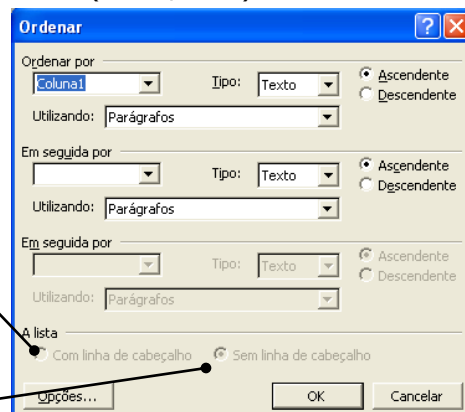 Ordenar
Ordenar por
Coluna1 Tipo: Texto Ascendente
Descendente
Utilizando: Parágrafos
Em seguida por
Tipo: Texto Ascendente
Descendente
Utilizando: Parágrafos
Em seguida por
Tipo: Texto Ascendente
Descendente
Utilizando: Parágrafos
A lista
Com linha de cabeçalho Sem linha de cabeçalho
Opções... OK Cancelar